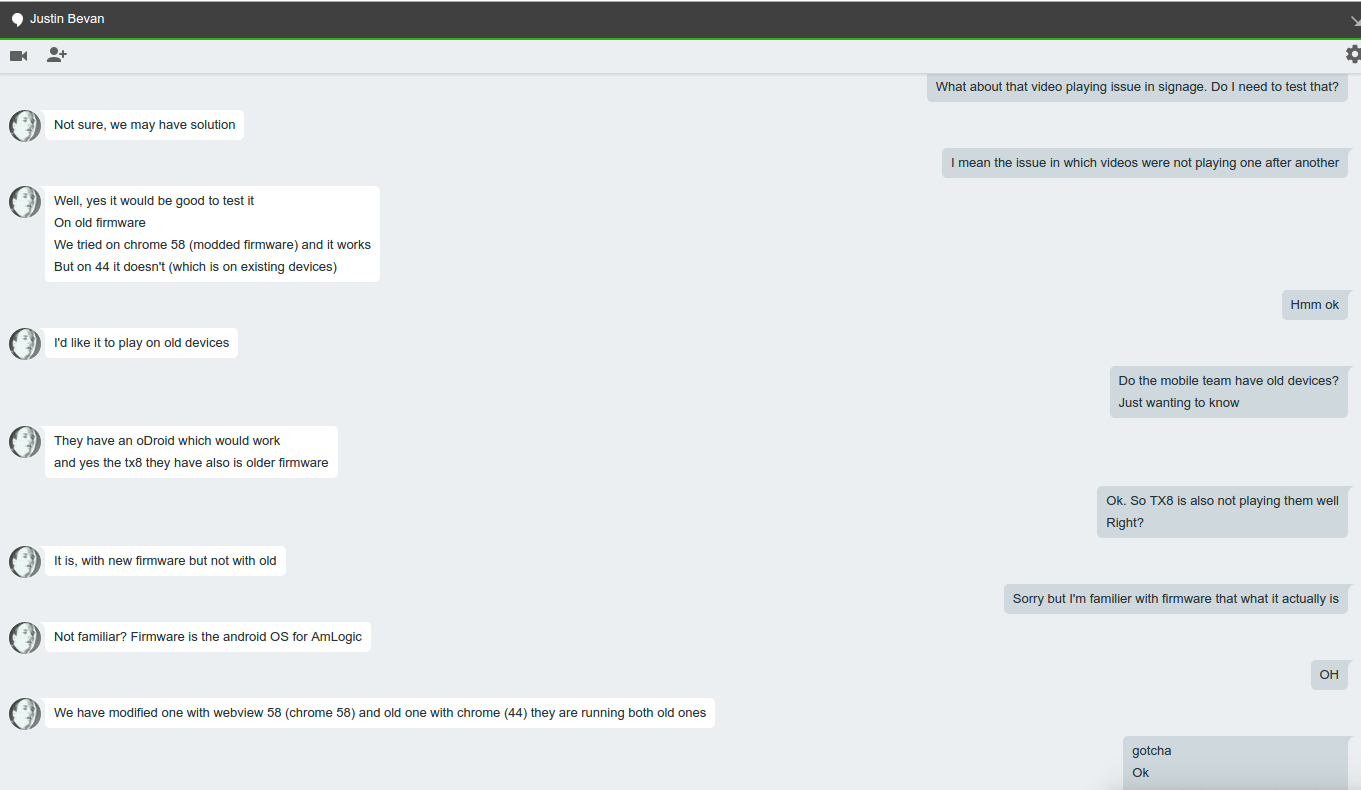 Justin Bevan
What about that video playing issue in signage. Do I need to test that?
Not sure, we may have solution
I mean the issue in which videos were not playing one after another
Well, yes it would be good to test it
On old firmware
We tried on chrome 58 (modded firmware) and it works
But on 44 it doesn't (which is on existing devices)
Hmm ok
I'd like it to play on old devices
Do the mobile team have old devices?
Just wanting to know
They have an oDroid which would work
and yes the tx8 they have also is older firmware
Ok. So TX8 is also not playing them well
Right?
It is, with new firmware but not with old
Sorry but I'm familier with firmware that what it actually is
Not familiar? Firmware is the android OS for AmLogic
OH
We have modified one with webview 58 (chrome 58) and old one with chrome (44) they are running both old ones
gotcha
Ok